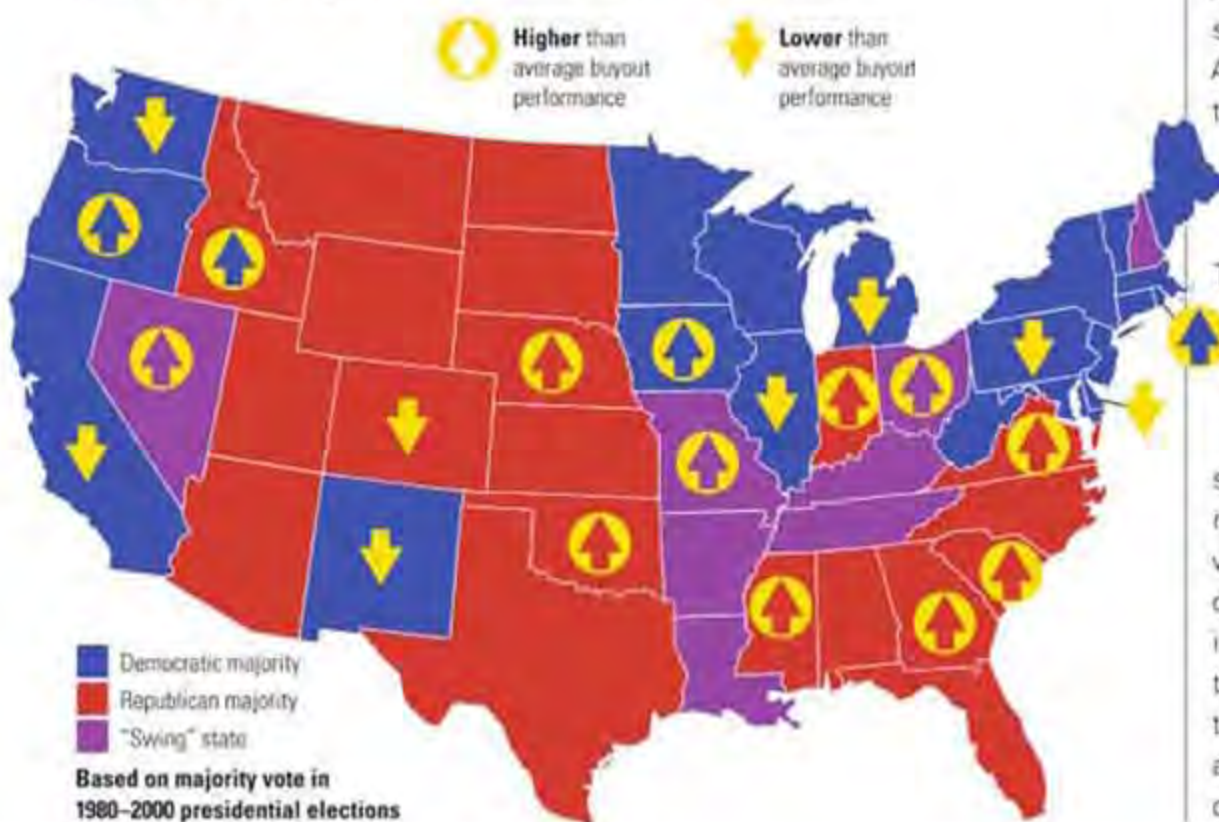 Higher than
average buyout
performance
Lower than
average buyout
performance
Democratic majority
Republican majority
"Swing" state
Based on majority vote in
1980–2000 presidential elections